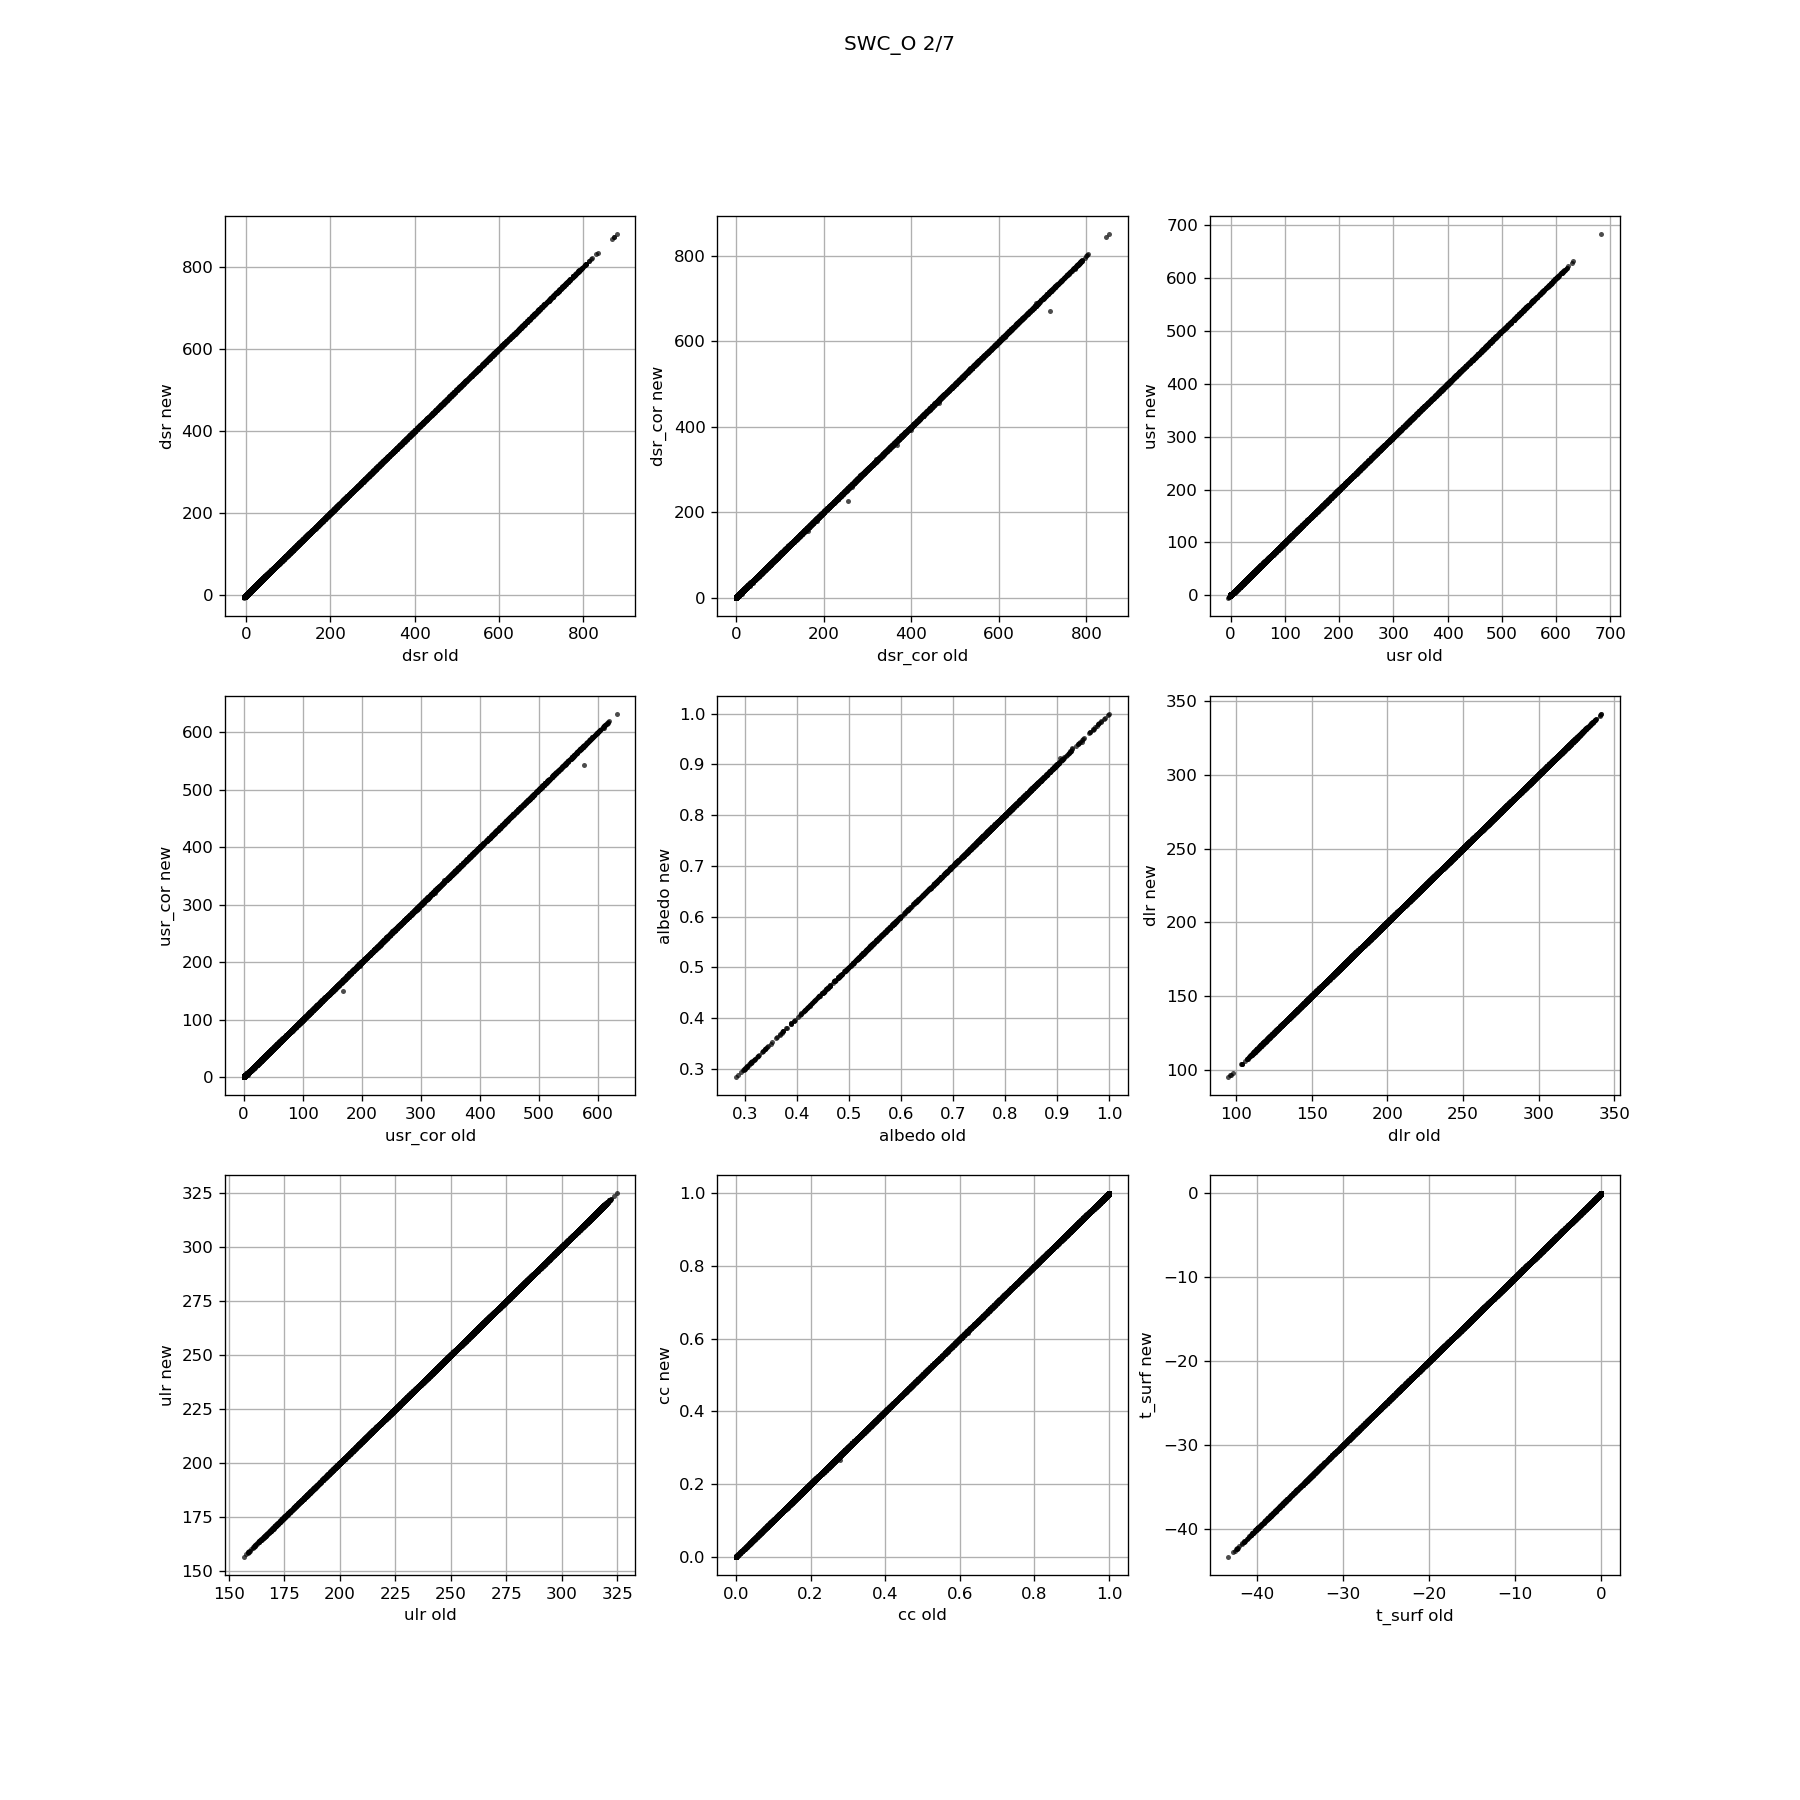 SWC_O 2/7
800
600
400
200
0
dsr new
0 200 400 600 800
dsr old
800
600
400
200
0
dsr_cor new
0 200 400 600 800
dsr_cor old
700
600
500
400
300
200
100
0
usr new
0 100 200 300 400 500 600 700
usr old
600
500
400
300
200
100
0
usr_cor new
0 100 200 300 400 500 600
usr_cor old
1.0
0.9
0.8
0.7
0.6
0.5
0.4
0.3
albedo new
0.3 0.4 0.5 0.6 0.7 0.8 0.9 1.0
albedo old
350
300
250
200
150
100
dlr new
100 150 200 250 300 350
dlr old
325
300
275
250
225
200
175
150
ulr new
150 175 200 225 250 275 300 325
ulr old
1.0
0.8
0.6
0.4
0.2
0.0
cc new
0.0 0.2 0.4 0.6 0.8 1.0
cc old
0
−10
−20
−30
−40
t_surf new
−40 −30 −20 −10 0
t_surf old